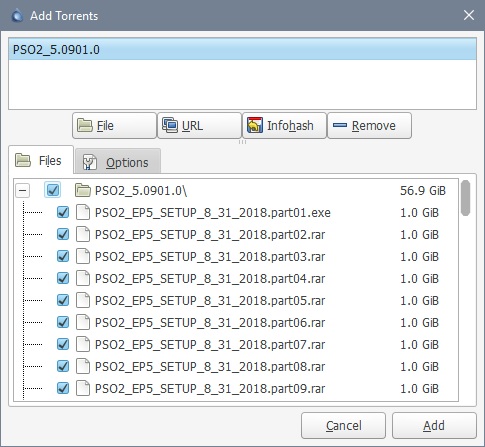 Add Torrents
PSO2_5.0901.0
File URL Infohash Remove
Files Options
PSO2_5.0901.0\ 56.9 GiB
PSO2_EP5_SETUP_8_31_2018.part01.exe 1.0 GiB
PSO2_EP5_SETUP_8_31_2018.part02.rar 1.0 GiB
PSO2_EP5_SETUP_8_31_2018.part03.rar 1.0 GiB
PSO2_EP5_SETUP_8_31_2018.part04.rar 1.0 GiB
PSO2_EP5_SETUP_8_31_2018.part05.rar 1.0 GiB
PSO2_EP5_SETUP_8_31_2018.part06.rar 1.0 GiB
PSO2_EP5_SETUP_8_31_2018.part07.rar 1.0 GiB
PSO2_EP5_SETUP_8_31_2018.part08.rar 1.0 GiB
PSO2_EP5_SETUP_8_31_2018.part09.rar 1.0 GiB
Cancel Add